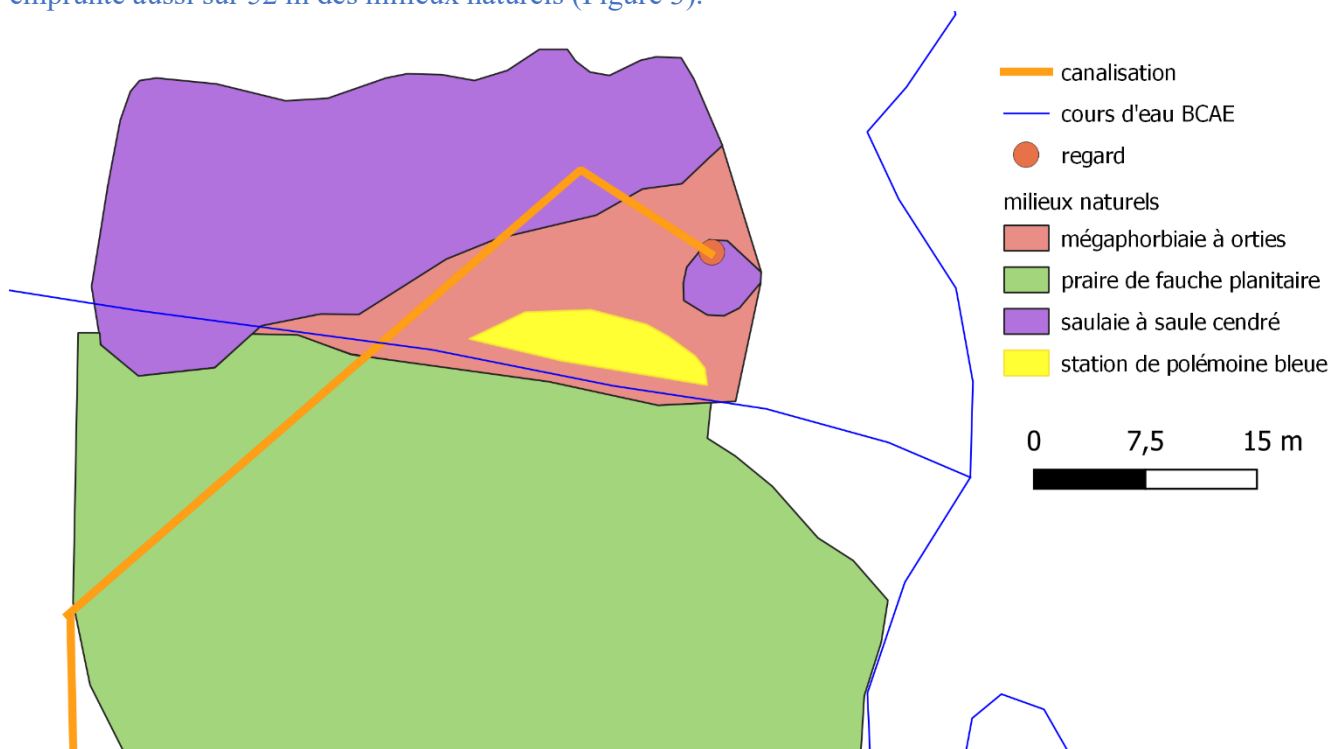 emprunte aussi sur 52 m des milieux naturels (Figure 3).
canalisation
cours d'eau BCAE
regard
milieux naturels
mégaphorbiaie à orties
praire de fauche planitaire
saulaie à saule cendré
station de polémoine bleue
0 7,5 15 m